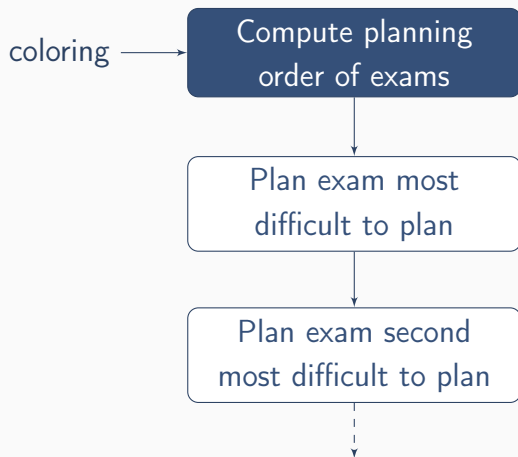 coloring
Compute planning
order of exams
Plan exam most
difficult to plan
Plan exam second
most difficult to plan